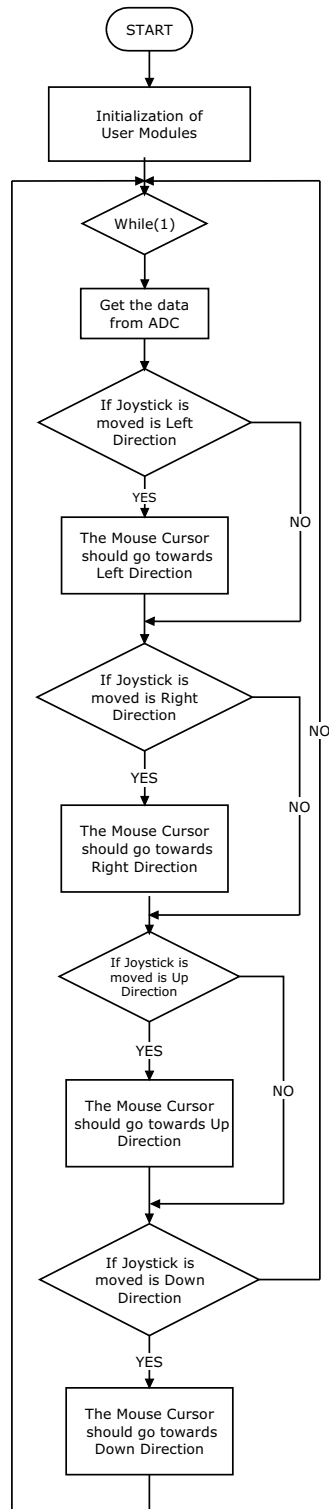 START
Initialization of
User Modules
While(1)
Get the data
from ADC
If Joystick is
moved is Left
Direction
YES
NO
The Mouse Cursor
should go towards
Left Direction
If Joystick is
moved is Right
Direction
NO
YES
NO
The Mouse Cursor
should go towards
Right Direction
If Joystick is
moved is Up
Direction
YES
NO
The Mouse Cursor
should go towards Up
Direction
If Joystick is
moved is Down
Direction
YES
The Mouse Cursor
should go towards
Down Direction